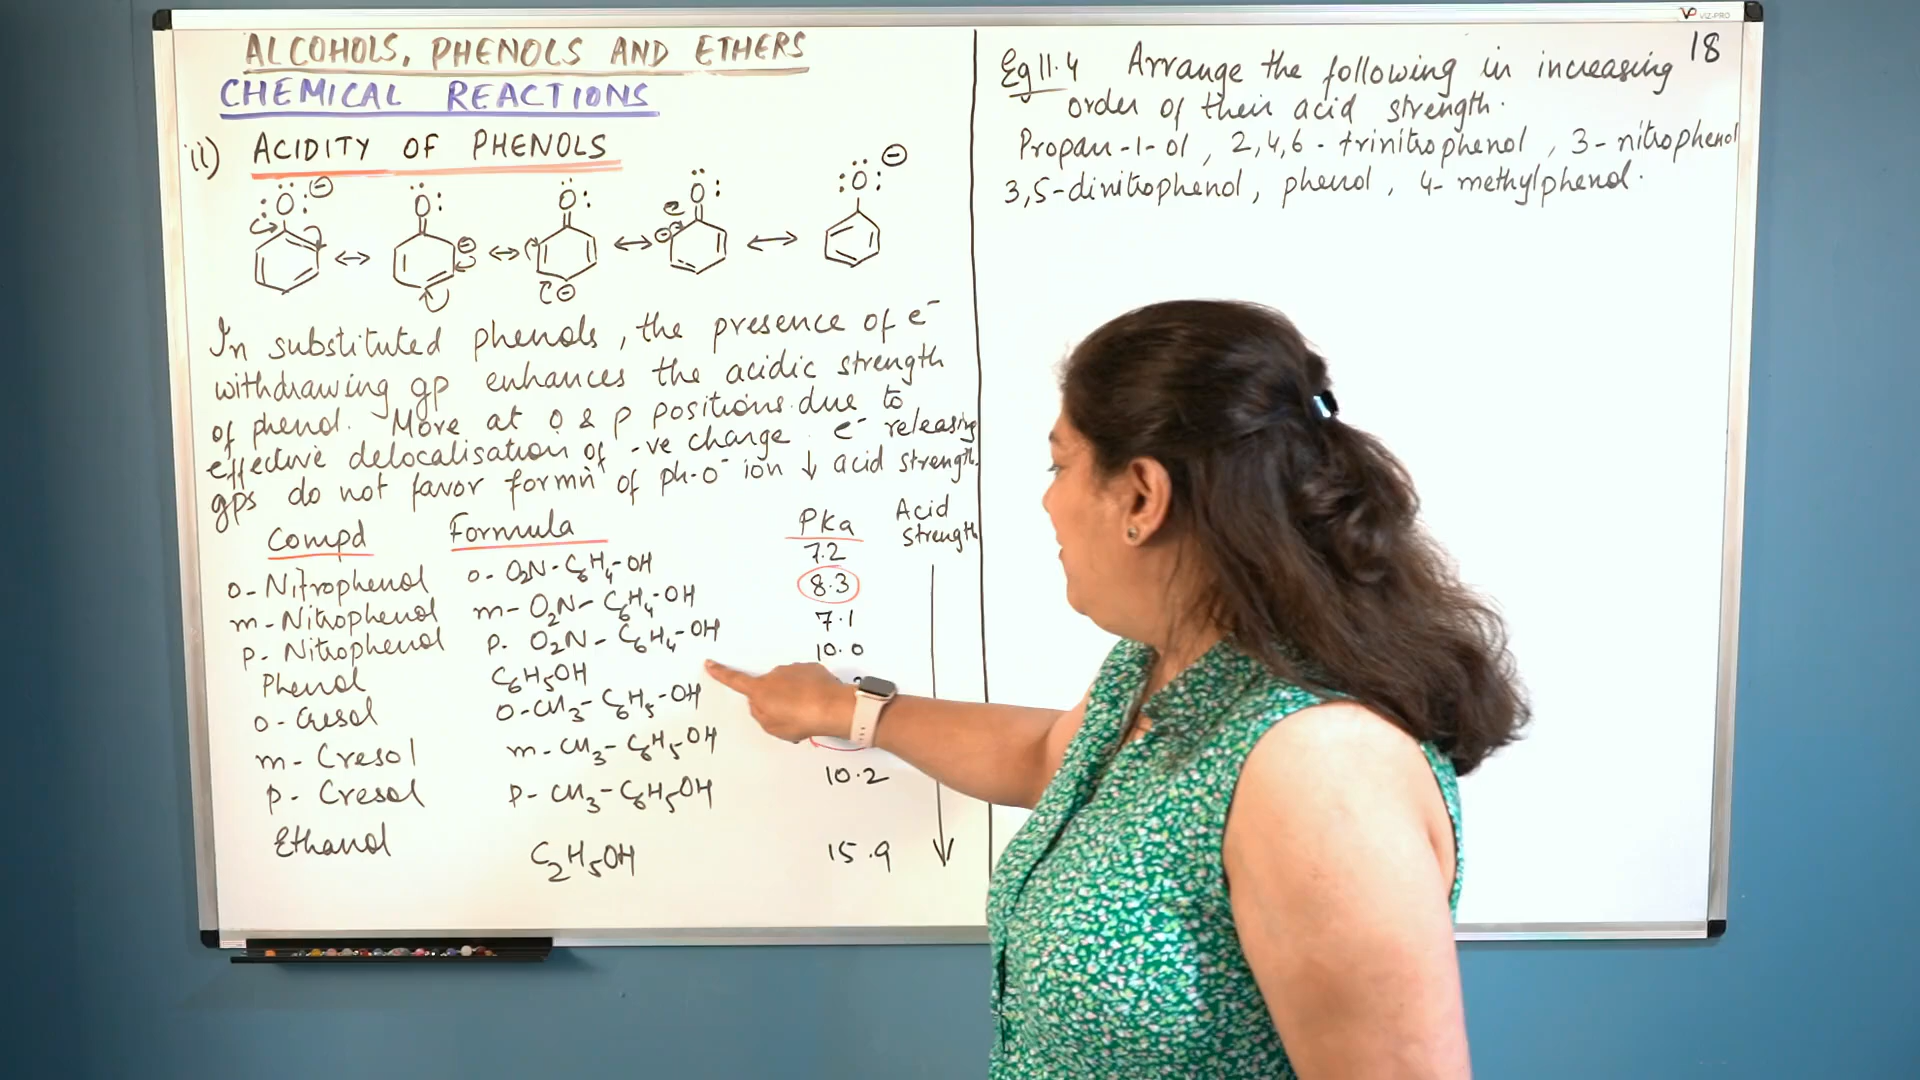 ALCOHOLS, PHENOLS AND ETHERS
CHEMICAL REACTIONS
ii) ACIDITY OF PHENOLS
In substituted phenols, the presence of e⁻
withdrawing gp enhances the acidic strength
of phenol. More at o & p positions due to
effective delocalisation of -ve charge. e⁻ releasing
gps do not favor formn of ph-O⁻ ion ↓ acid strength.
Compd Formula PKa Acid strength
o-Nitrophenol o-O₂N-C₆H₄-OH 7.2
m-Nitrophenol m-O₂N-C₆H₄-OH 8.3
p-Nitrophenol p-O₂N-C₆H₄-OH 7.1
Phenol C₆H₅OH 10.0
o-Cresol o-CH₃-C₆H₅-OH
m-Cresol m-CH₃-C₆H₅OH
p-Cresol p-CH₃-C₆H₅OH 10.2
Ethanol C₂H₅OH 15.9
VIZ-PRO
18
Eg 11.4 Arrange the following in increasing
order of their acid strength.
Propan-1-ol, 2,4,6-trinitrophenol, 3-nitrophenol
3,5-dinitrophenol, phenol, 4-methylphenol.